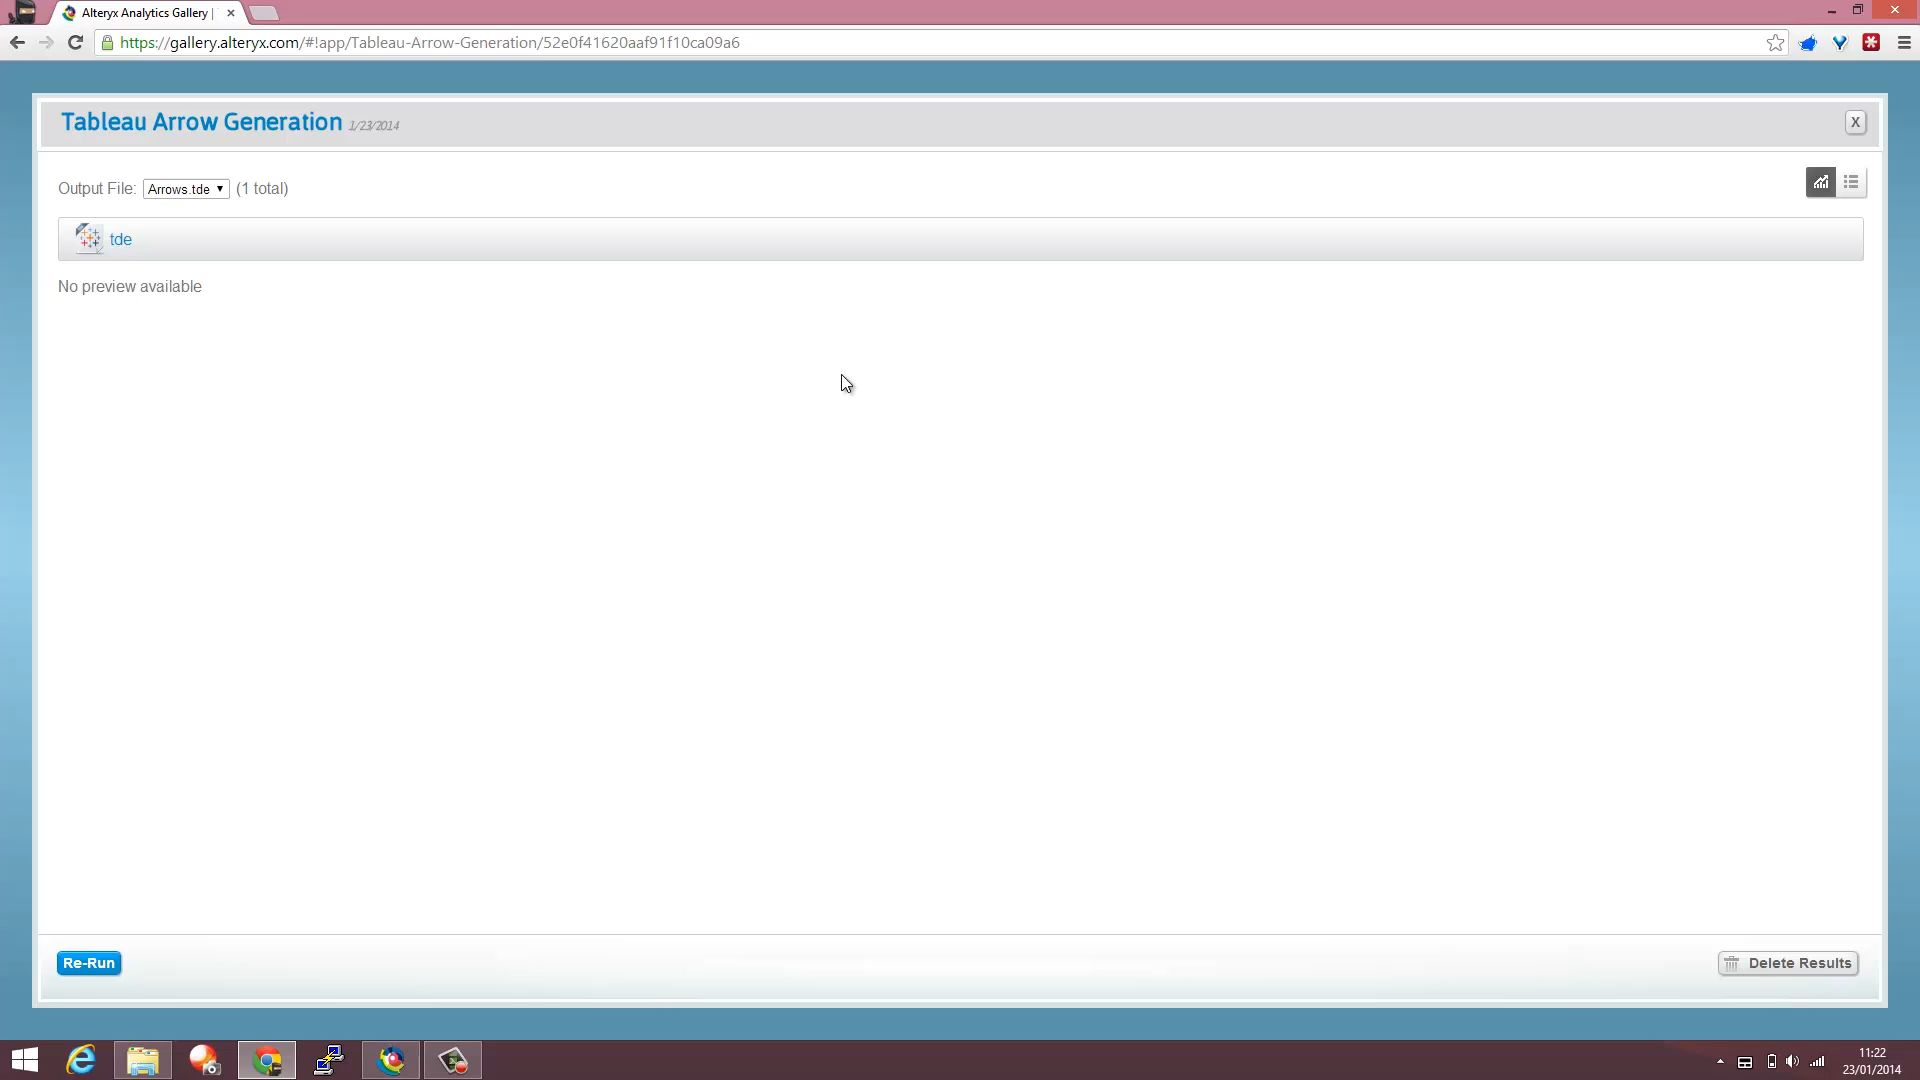 Alteryx Analytics Gallery |
https://gallery.alteryx.com/#!app/Tableau-Arrow-Generation/52e0f41620aaf91f10ca09a6
Tableau Arrow Generation 1/23/2014
X
Output File: Arrows.tde (1 total)
tde
No preview available
Re-Run
Delete Results
11:22
23/01/2014